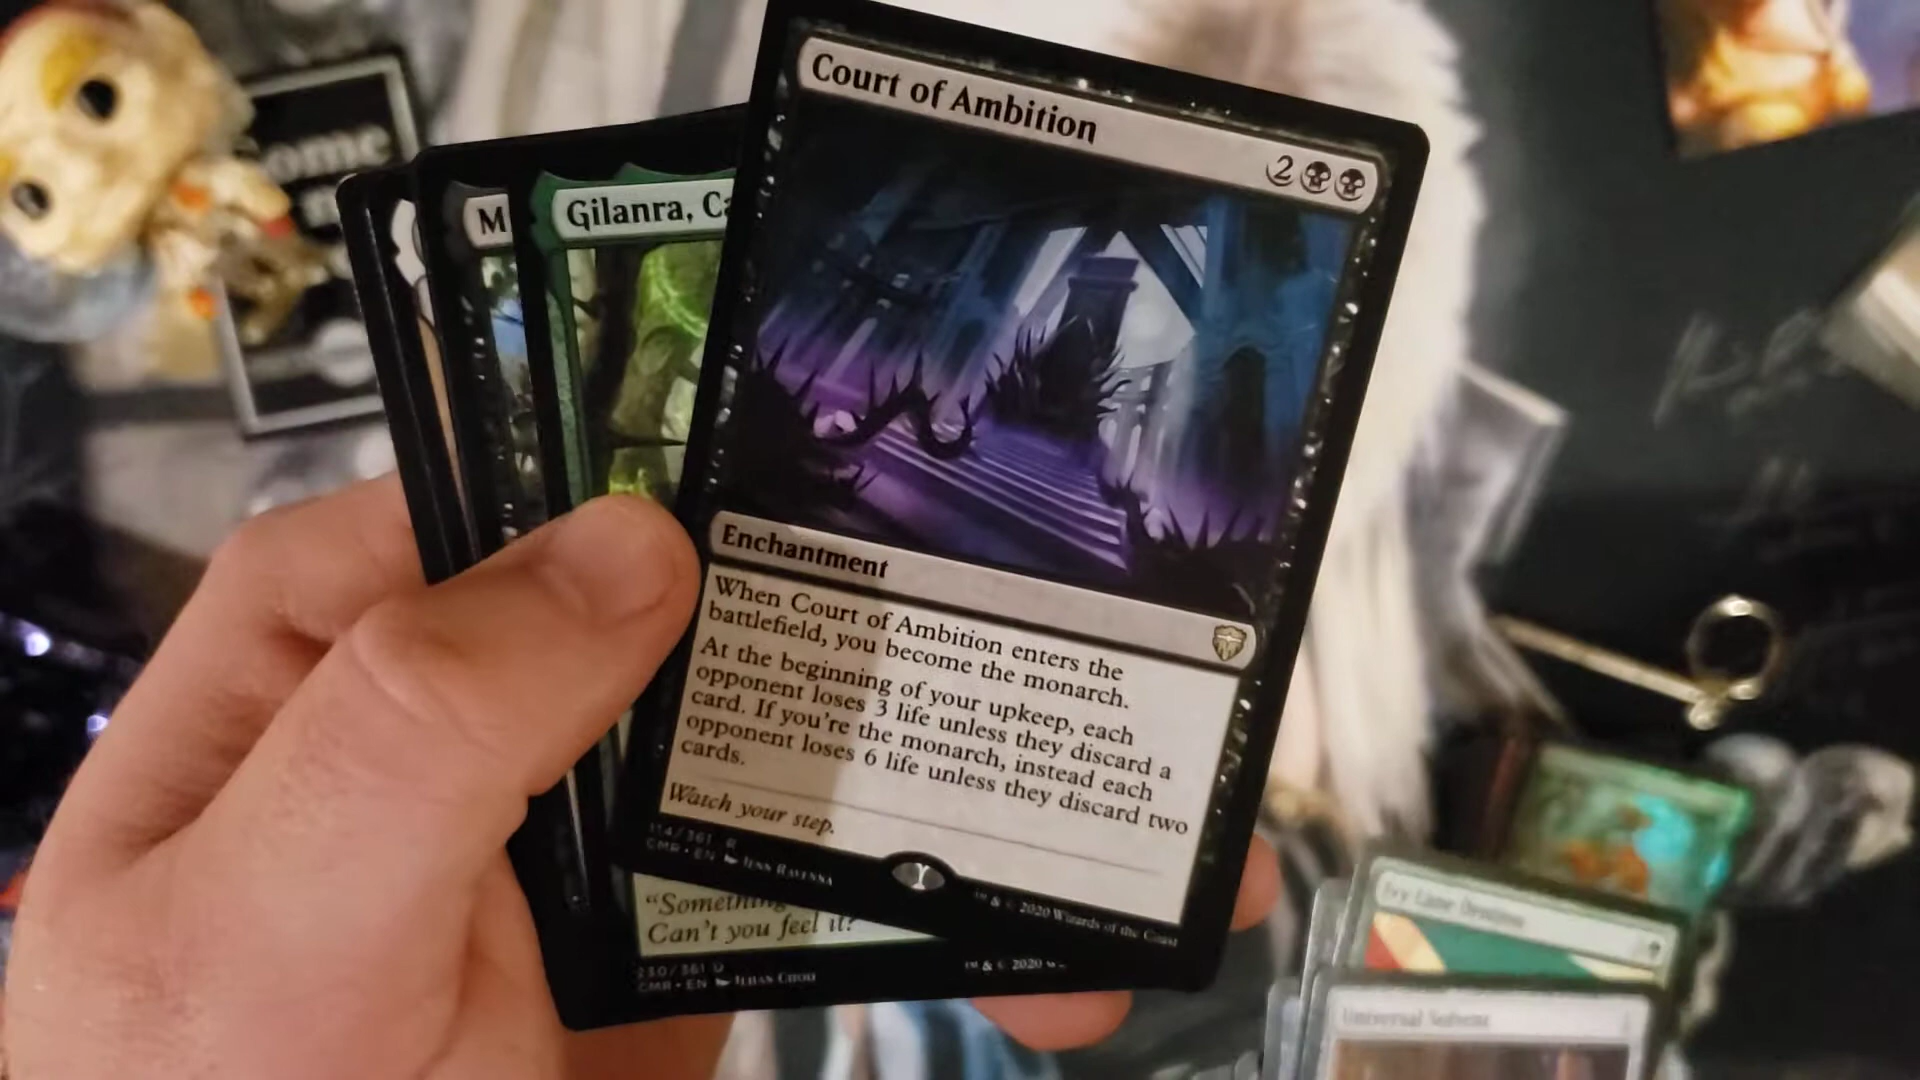 Court of Ambition
2
Enchantment
When Court of Ambition enters the
battlefield, you become the monarch.
At the beginning of your upkeep, each
opponent loses 3 life unless they discard a
card. If you're the monarch, instead each
opponent loses 6 life unless they discard two
cards.
Watch your step.
114/361 R
CMR • EN Jenn Ravenna
™ & © 2020 Wizards of the Coast
M
Gilanra, Ca
"Something
Can't you feel it?
230/361 U
CMR • EN
™ & © 2020
ome
Universal Solvent